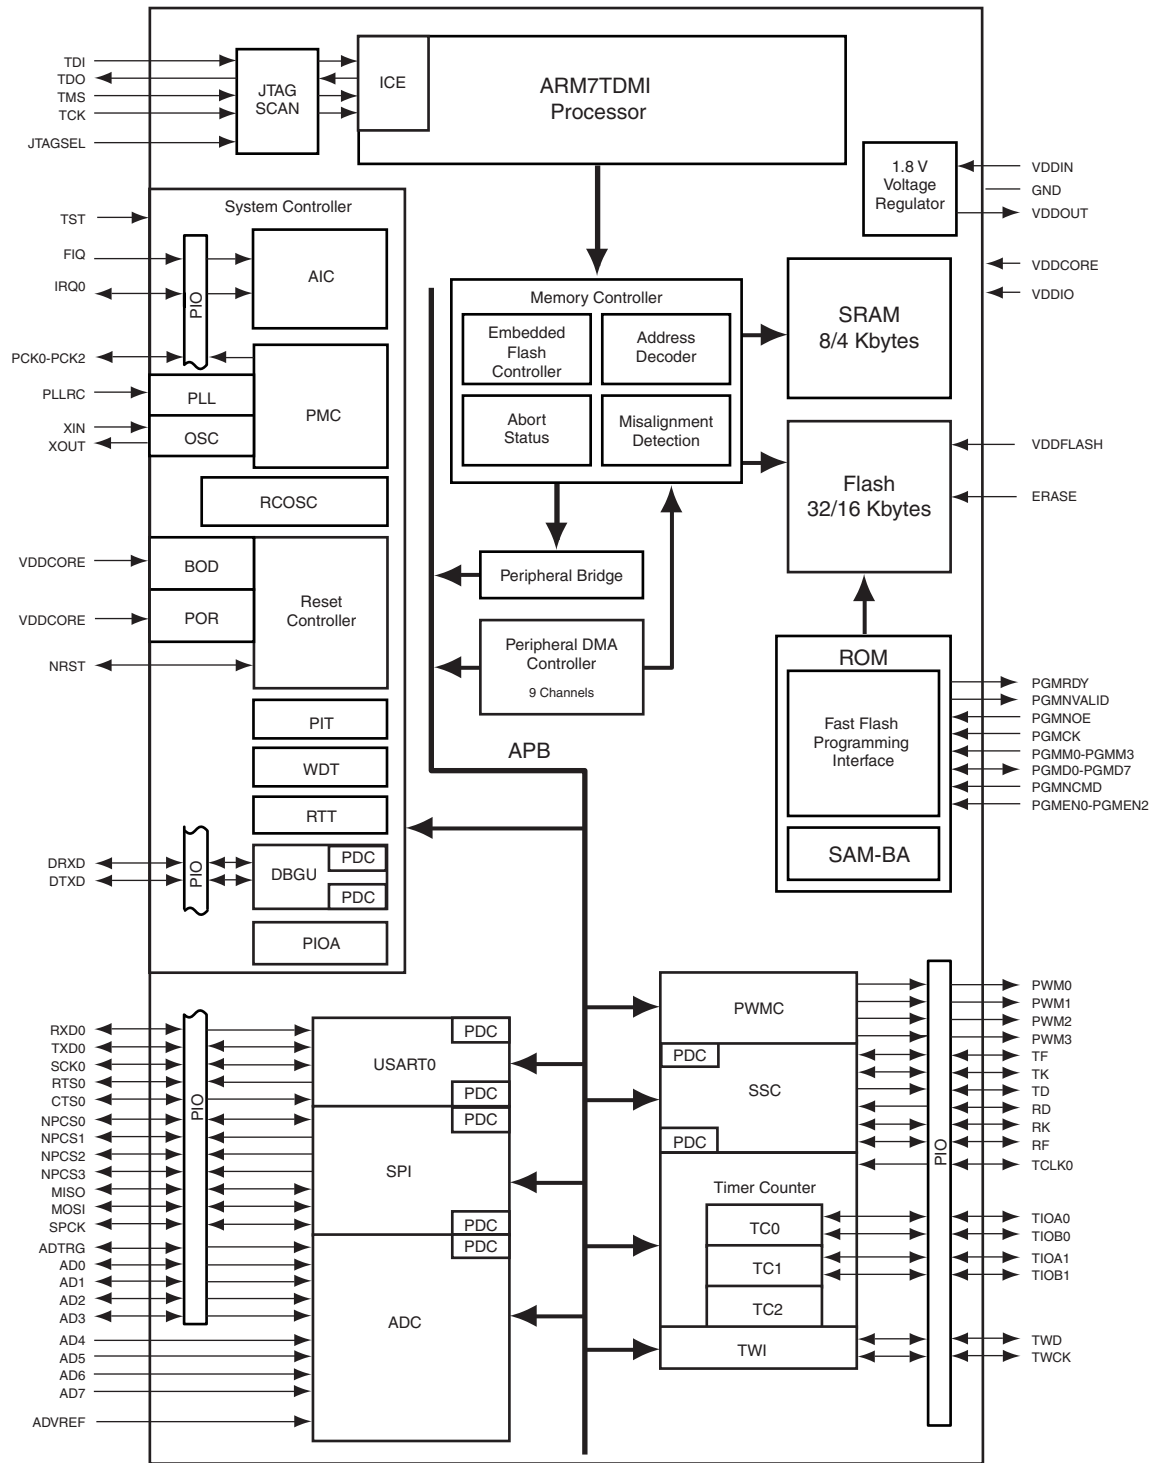 TDI
TDO
TMS
TCK
JTAGSEL
JTAG
SCAN
ICE
ARM7TDMI
Processor
1.8 V
Voltage
Regulator
VDDIN
GND
VDDOUT
VDDCORE
VDDIO
System Controller
TST
FIQ
IRQ0
PIO
AIC
PCK0-PCK2
PLLRC
PLL
XIN
XOUT
OSC
PMC
RCOSC
VDDCORE
BOD
VDDCORE
POR
Reset
Controller
NRST
PIT
WDT
RTT
DRXD
DTXD
PIO
DBGU
PDC
PDC
PIOA
Memory Controller
Embedded
Flash
Controller
Address
Decoder
Abort
Status
Misalignment
Detection
SRAM
8/4 Kbytes
Flash
32/16 Kbytes
VDDFLASH
ERASE
Peripheral Bridge
Peripheral DMA
Controller
9 Channels
APB
ROM
Fast Flash
Programming
Interface
SAM-BA
PGMRDY
PGMNVALID
PGMNOE
PGMCK
PGMM0-PGMM3
PGMD0-PGMD7
PGMNCMD
PGMEN0-PGMEN2
RXD0
TXD0
SCK0
RTS0
CTS0
NPCS0
NPCS1
NPCS2
NPCS3
MISO
MOSI
SPCK
ADTRG
AD0
AD1
AD2
AD3
AD4
AD5
AD6
AD7
ADVREF
PIO
PDC
USART0
PDC
PDC
SPI
PDC
PDC
ADC
PWMC
PDC
SSC
PDC
Timer Counter
TC0
TC1
TC2
TWI
PIO
PWM0
PWM1
PWM2
PWM3
TF
TK
TD
RD
RK
RF
TCLK0
TIOA0
TIOB0
TIOA1
TIOB1
TWD
TWCK